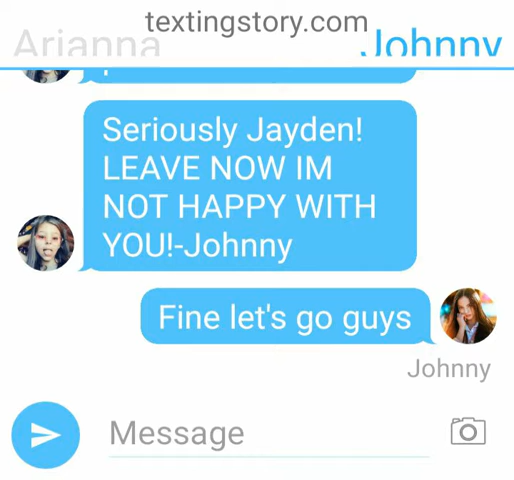 textingstory.com
Arianna Johnny
Seriously Jayden!
LEAVE NOW IM
NOT HAPPY WITH
YOU!-Johnny
Fine let's go guys
Johnny
Message